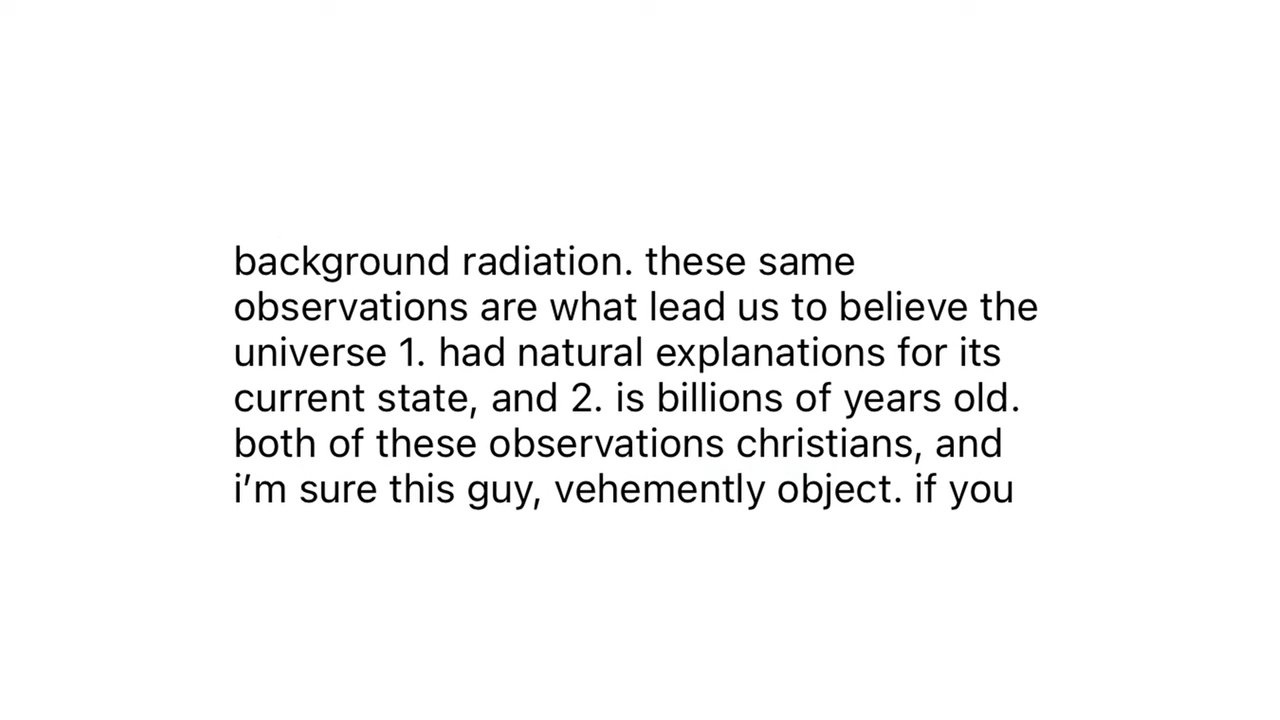 background radiation. these same
observations are what lead us to believe the
universe 1. had natural explanations for its
current state, and 2. is billions of years old.
both of these observations christians, and
i’m sure this guy, vehemently object. if you